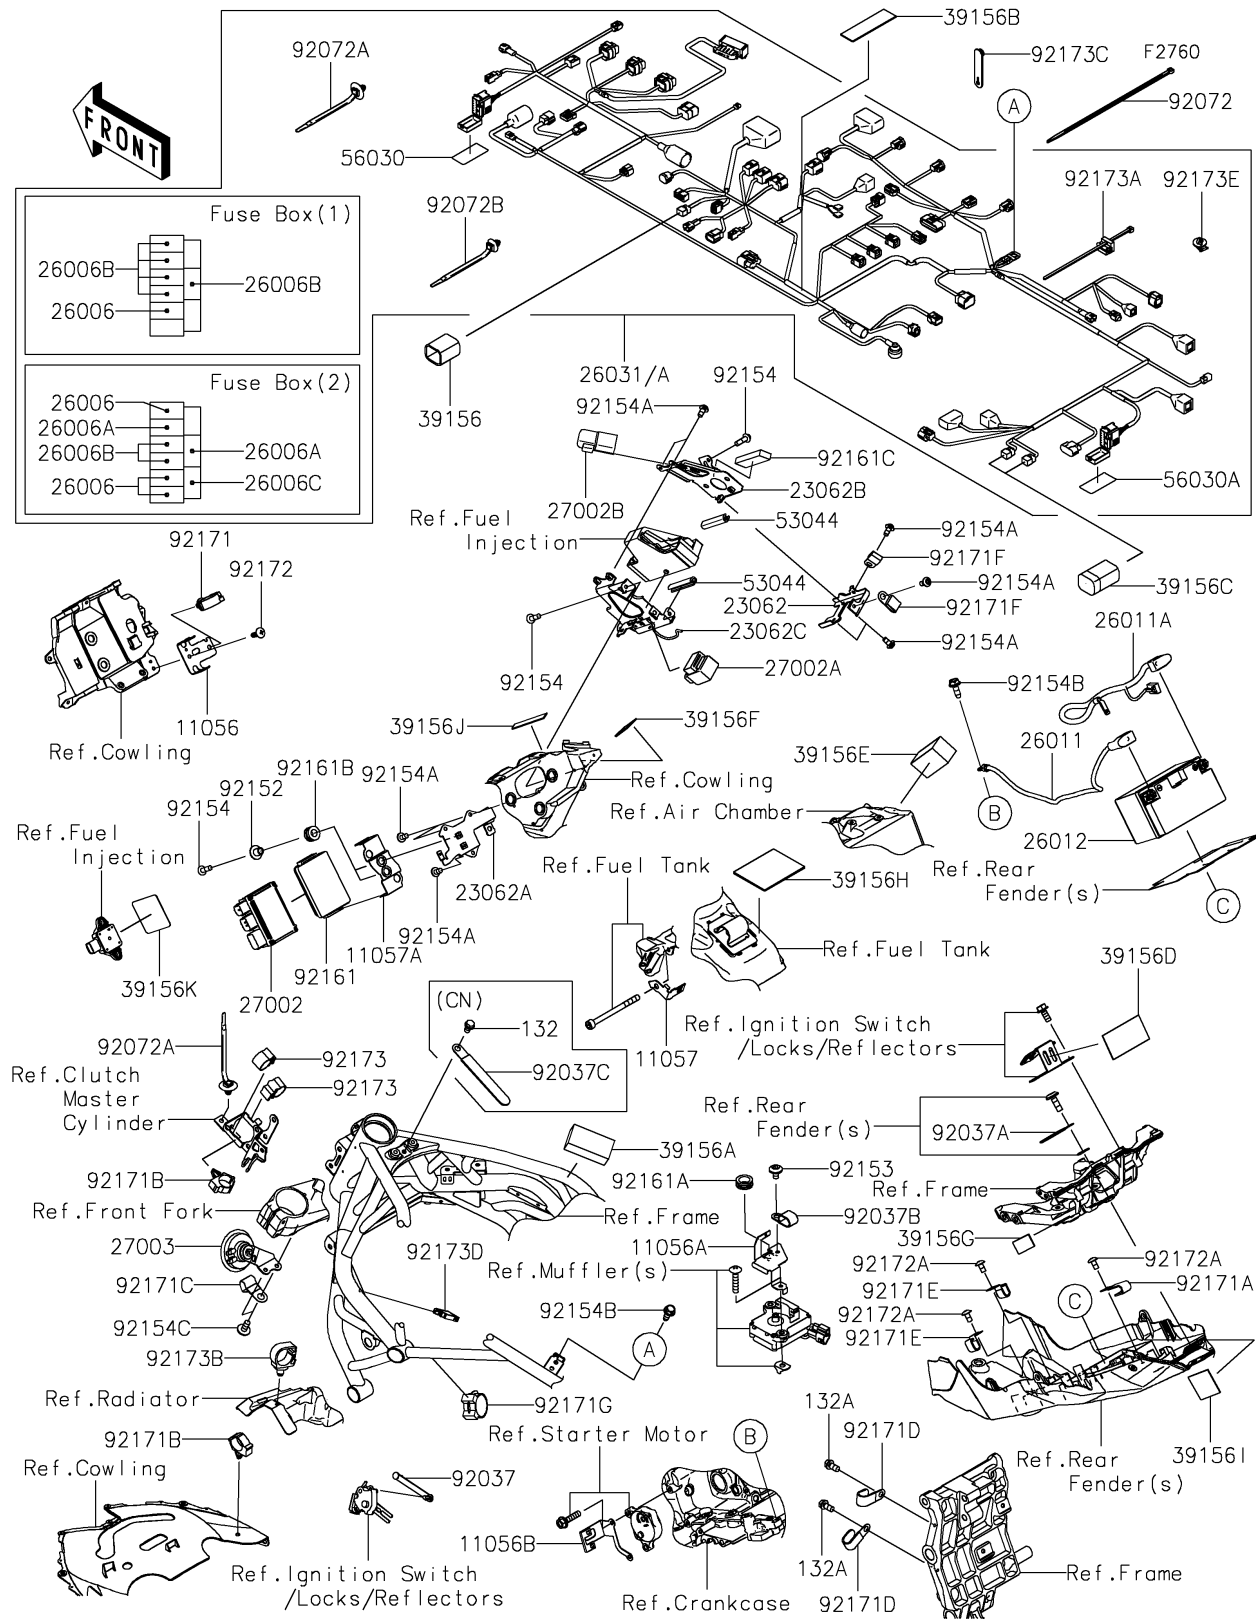 39156B
92072A
92173C
F2760
92072
A
FRONT
56030
92173A
92173E
92072B
Fuse Box(1)
26006B
26006B
26006
39156
26031/A
92154
Fuse Box(2)
26006
26006A
26006B
26006A
26006
26006C
92154A
92161C
23062B
27002B
56030A
Ref.Fuel
Injection
53044
92154A
92171F
92171
92172
53044
92154A
39156C
23062
92171F
23062C
92154A
26011A
27002A
92154
92154B
11056
39156J
39156F
26011
Ref.Cowling
39156E
92161B
92154A
92152
Ref.Cowling
92154
Ref.Air Chamber
B
26012
Ref.Fuel
Injection
Ref.Fuel Tank
Ref.Rear
Fender(s)
39156H
23062A
C
92154A
11057A
Ref.Fuel Tank
92161
39156D
39156K
27002
(CN)
132
Ref.Ignition Switch
/Locks/Reflectors
92072A
92173
11057
Ref.Clutch
Master
Cylinder
92173
92037C
Ref.Rear
Fender(s)
92037A
39156A
92153
92171B
92161A
Ref.Frame
Ref.Front Fork
Ref.Frame
92037B
27003
11056A
39156G
92173D
92172A
92172A
Ref.Muffler(s)
92171C
92171E
C
92171A
92154B
92172A
92154C
92171E
A
92173B
Ref.Radiator
92171G
132A
92171D
92171B
Ref.Starter Motor
B
39156I
Ref.Cowling
Ref.Rear
Fender(s)
92037
11056B
132A
Ref.Ignition Switch
/Locks/Reflectors
Ref.Frame
Ref.Crankcase
92171D